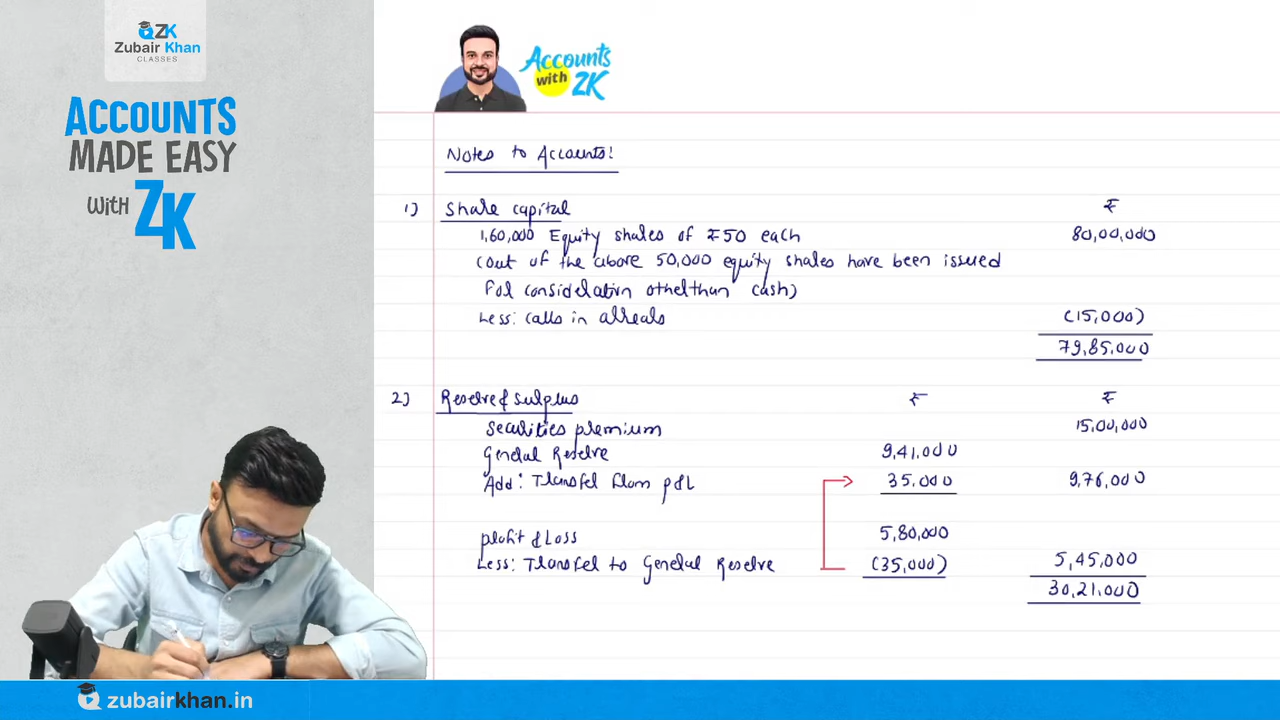 ZK
Zubair Khan
CLASSES
ACCOUNTS
MADE EASY
with ZK
Accounts
with ZK
Notes to Accounts:
1) Share capital ₹
1,60,000 Equity shares of ₹50 each 80,00,000
(out of the above 50,000 equity shares have been issued
for consideration other than cash)
Less: calls in arrears (15,000)
79,85,000
2) Reserve & surplus ₹ ₹
securities premium 15,00,000
General Reserve 9,41,000
Add: Transfer from p&L 35,000 9,76,000
profit & Loss 5,80,000
Less: Transfer to General Reserve (35,000) 5,45,000
30,21,000
zubairkhan.in